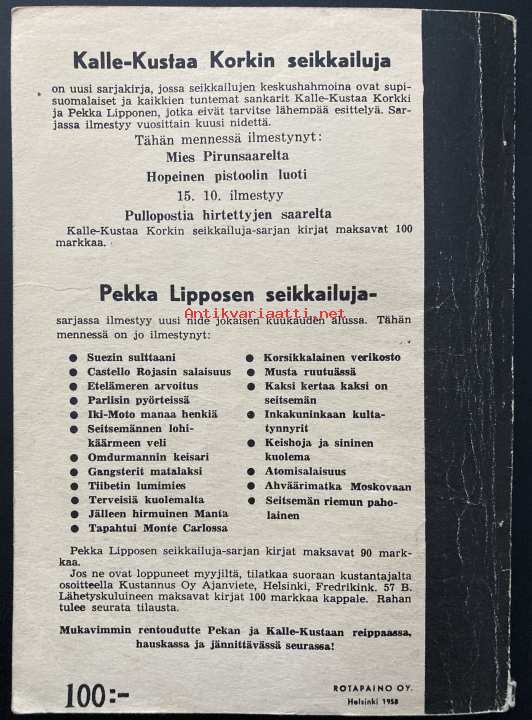 Kalle-Kustaa Korkin seikkailuja
on uusi sarjakirja, jossa seikkailujen keskushahmoina ovat supi-
suomalaiset ja kaikkien tuntemat sankarit Kalle-Kustaa Korkki
ja Pekka Lipponen, jotka eivät tarvitse lähempää esittelyä. Sar-
jassa ilmestyy vuosittain kuusi nidettä.
Tähän mennessä ilmestynyt:
Mies Pirunsaarelta
Hopeinen pistoolin luoti
15. 10. ilmestyy
Pullopostia hirtettyjen saarelta
Kalle-Kustaa Korkin seikkailuja-sarjan kirjat maksavat 100
markkaa.
Pekka Lipposen seikkailuja-
Antikvariaatti.net
sarjassa ilmestyy uusi nide jokaisen kuukauden alussa. Tähän
mennessä on jo ilmestynyt:
● Suezin sulttaani
● Castello Rojasin salaisuus
● Etelämeren arvoitus
● Pariisin pyörteissä
● Iki-Moto manaa henkiä
● Seitsemännen lohi-
käärmeen veli
● Omdurmannin keisari
● Gangsterit matalaksi
● Tiibetin lumimies
● Terveisiä kuolemalta
● Jälleen hirmuinen Manta
● Tapahtui Monte Carlossa
● Korsikkalainen verikosto
● Musta ruutuässä
● Kaksi kertaa kaksi on
seitsemän
● Inkakuninkaan kulta-
tynnyrit
● Keishoja ja sininen
kuolema
● Atomisalaisuus
● Ahväärimatka Moskovaan
● Seitsemän riemun paho-
lainen
Pekka Lipposen seikkailuja-sarjan kirjat maksavat 90 mark-
kaa.
Jos ne ovat loppuneet myyjiltä, tilatkaa suoraan kustantajalta
osoitteella Kustannus Oy Ajanviete, Helsinki, Fredrikink. 57 B.
Lähetyskuluineen maksavat kirjat 100 markkaa kappale. Rahan
tulee seurata tilausta.
Mukavimmin rentoudutte Pekan ja Kalle-Kustaan reippaassa,
hauskassa ja jännittävässä seurassa!
100:-
ROTAPAINO OY.
Helsinki 1958